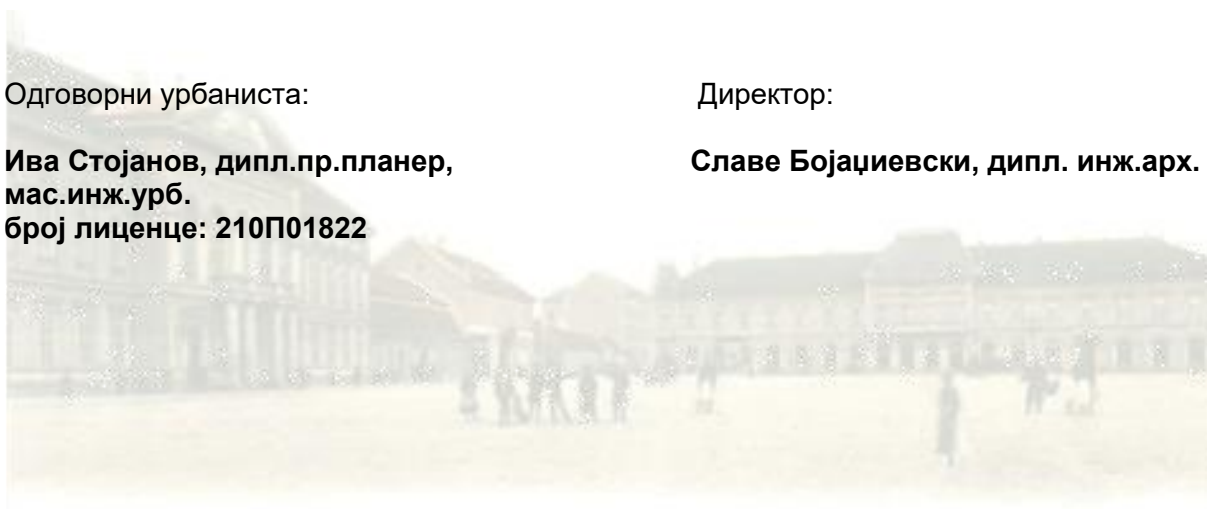 Одговорни урбаниста:
Директор:
Ива Стојанов, дипл.пр.планер,
мас.инж.урб.
број лиценце: 210П01822
Славе Бојаџиевски, дипл. инж.арх.